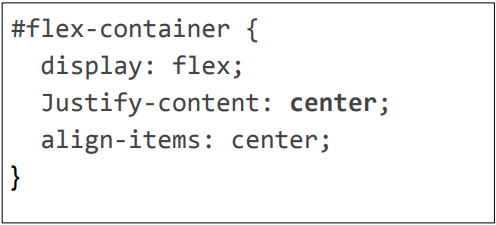 #flex-container {
  display: flex;
  Justify-content: center;
  align-items: center;
}